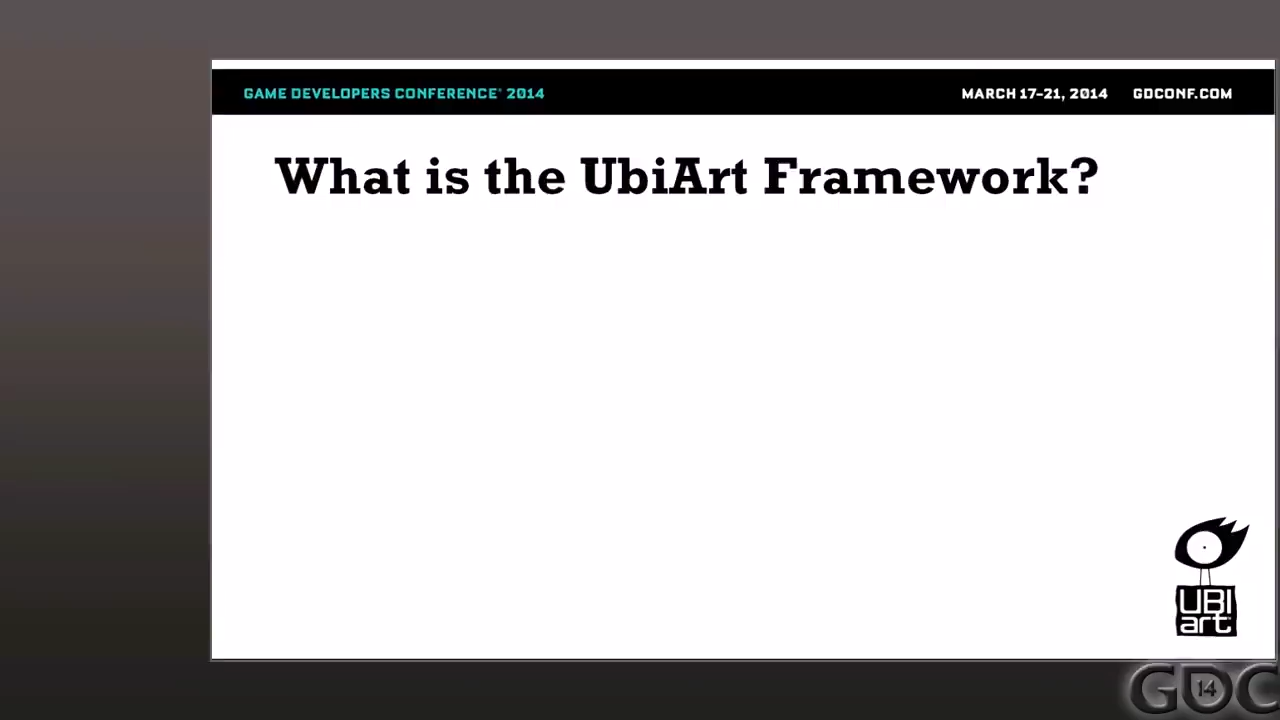 GAME DEVELOPERS CONFERENCE® 2014
MARCH 17-21, 2014 GDCONF.COM
What is the UbiArt Framework?
UBI
art
GDC
14